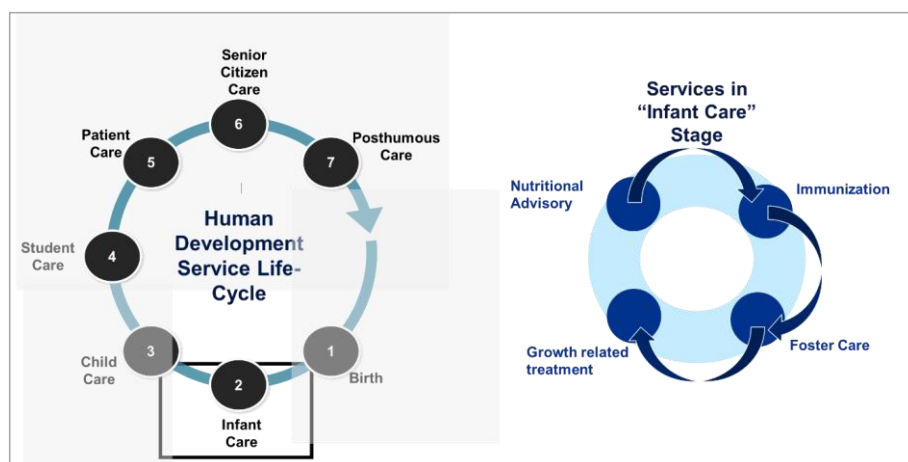 Senior
Citizen
Care
6
Patient
Care
5
7
Posthumous Care
Human
Development
Service Life-
Cycle
Student
Care
4
Child
Care
3
1
Birth
2
Infant
Care
Services in
“Infant Care”
Stage
Nutritional
Advisory
Immunization
Growth related
treatment
Foster Care